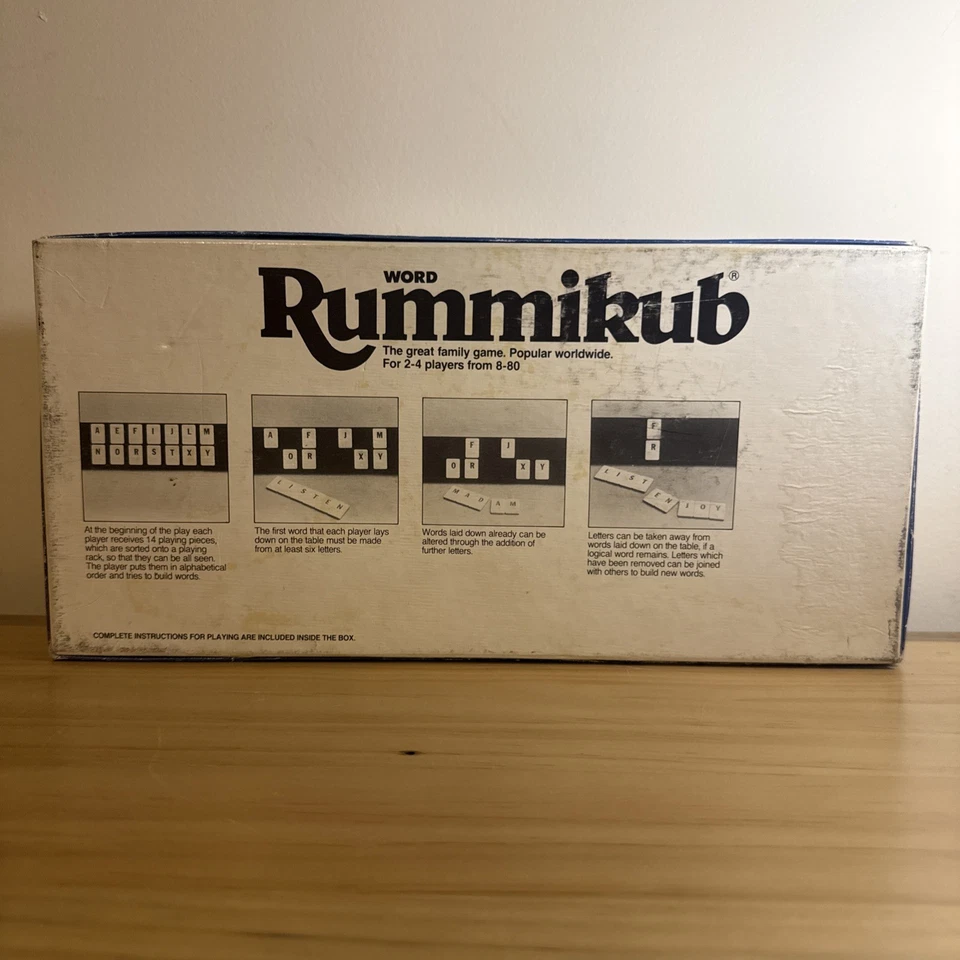 WORD
Rummikub®
The great family game. Popular worldwide.
For 2-4 players from 8-80
A E F I J L M
N O R S T X Y
At the beginning of the play each
player receives 14 playing pieces,
which are sorted onto a playing
rack, so that they can be all seen.
The player puts them in alphabetical
order and tries to build words.
A F J M
O R X Y
LISTEN
The first word that each player lays
down on the table must be made
from at least six letters.
F J
O R X Y
MADAM
Words laid down already can be
altered through the addition of
further letters.
F
R
LIST
EN JOY
Letters can be taken away from
words laid down on the table, if a
logical word remains. Letters which
have been removed can be joined
with others to build new words.
COMPLETE INSTRUCTIONS FOR PLAYING ARE INCLUDED INSIDE THE BOX.